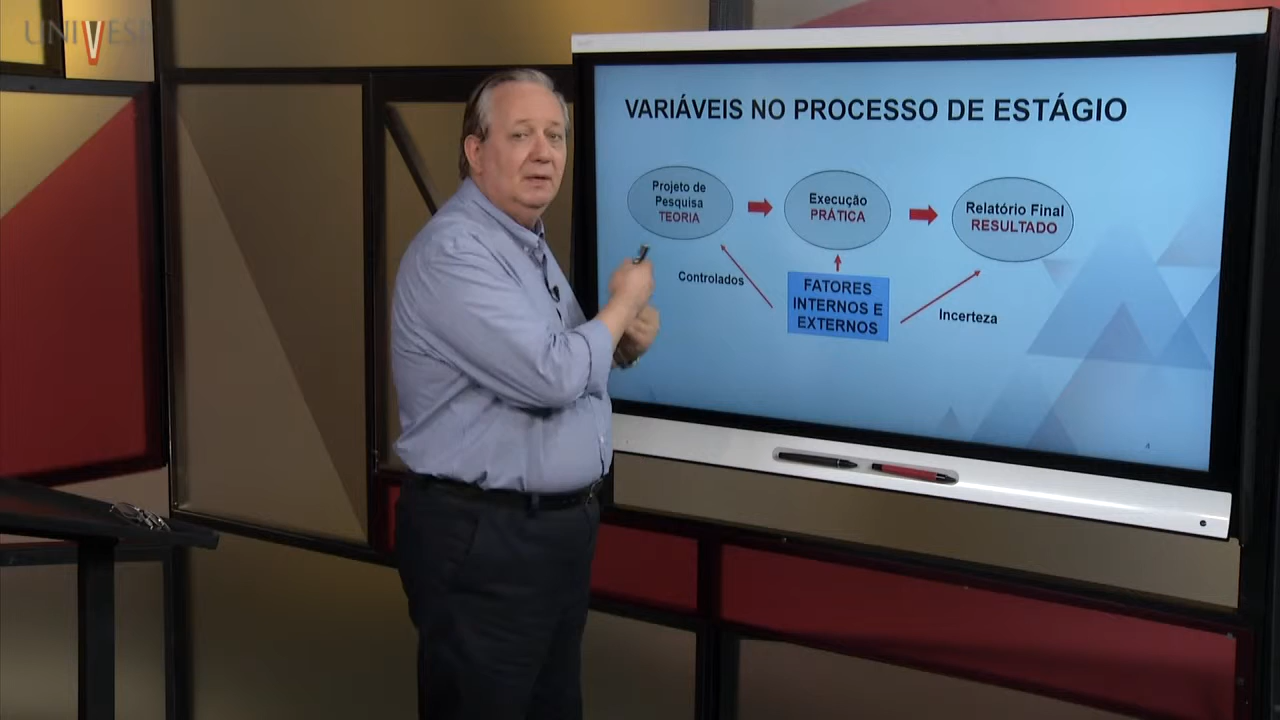 UNIVESP
VARIÁVEIS NO PROCESSO DE ESTÁGIO
Projeto de
Pesquisa
TEORIA
Execução
PRÁTICA
Relatório Final
RESULTADO
Controlados
FATORES
INTERNOS E
EXTERNOS
Incerteza
4